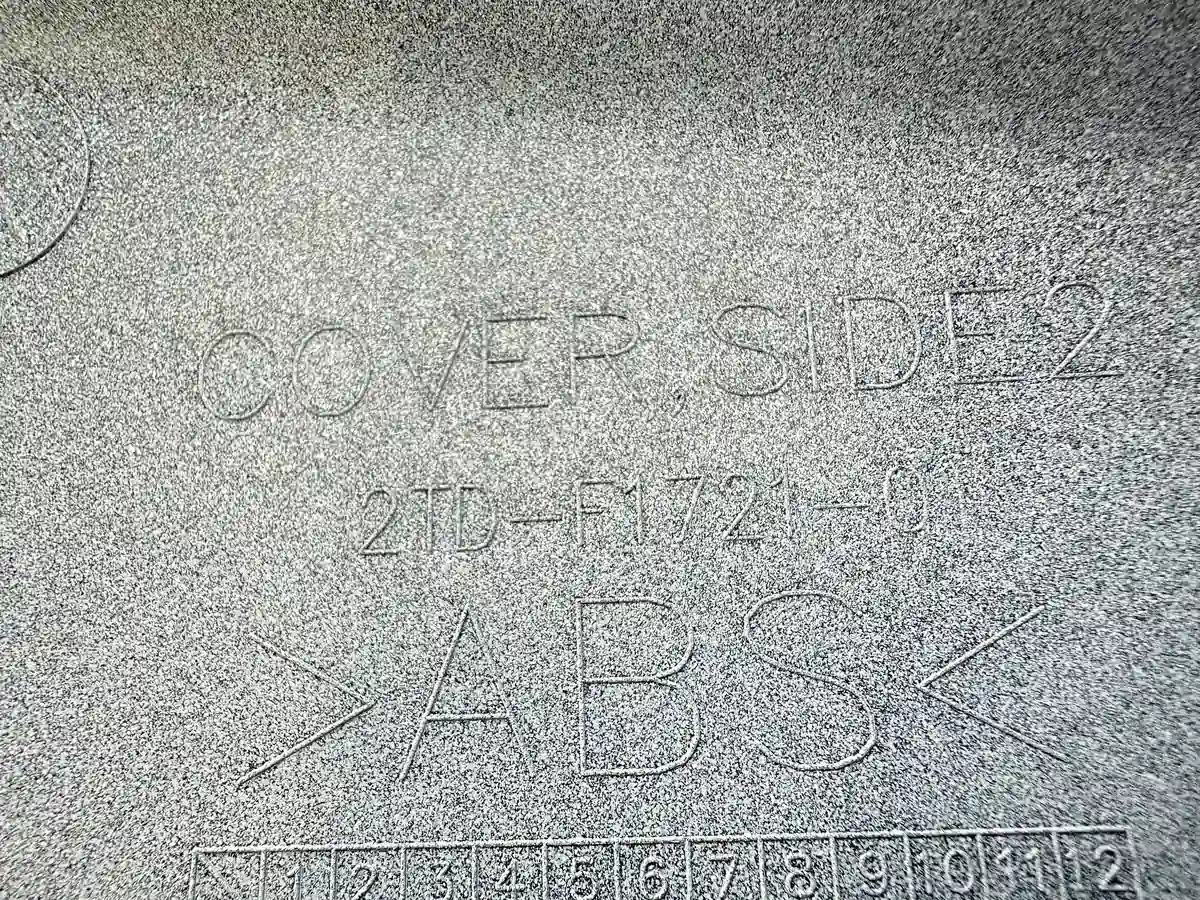 COVER, SIDE 2
2TD-F1721-0
>ABS<
1 2 3 4 5 6 7 8 9 10 11 12